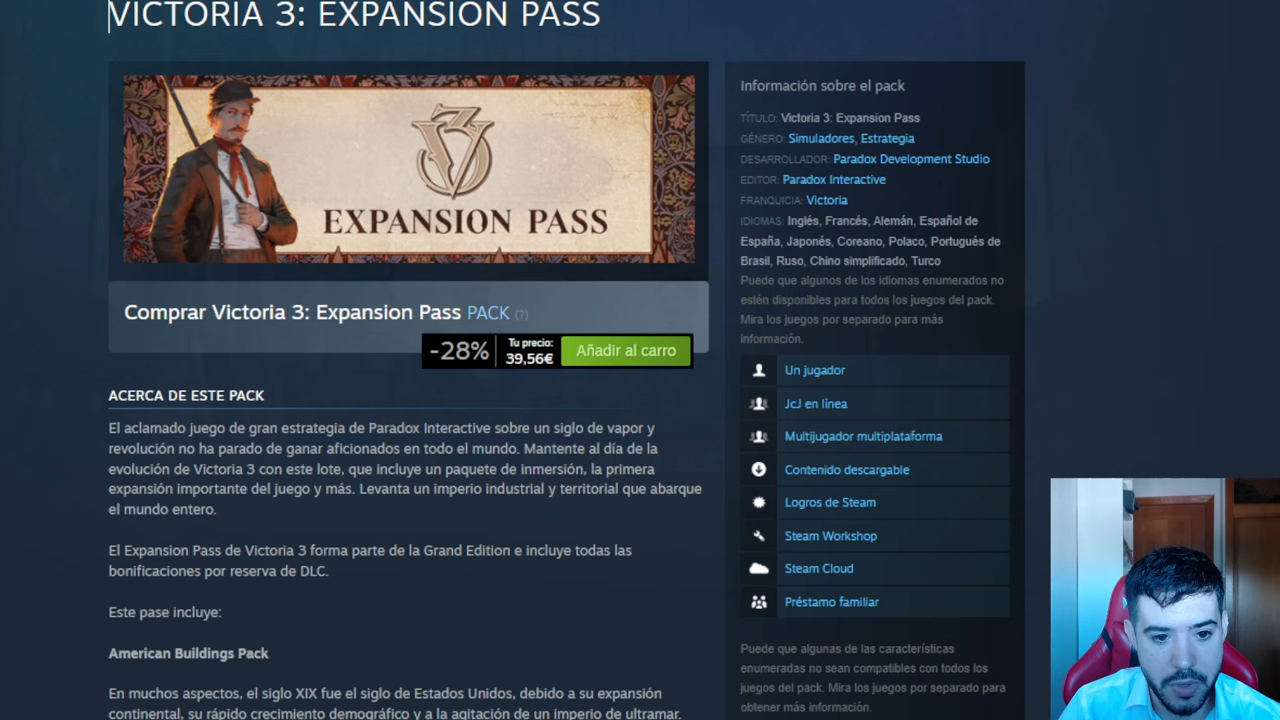 VICTORIA 3: EXPANSION PASS
V3
EXPANSION PASS
Comprar Victoria 3: Expansion Pass PACK (?)
-28%
Tu precio:
39,56€
Añadir al carro
ACERCA DE ESTE PACK
El aclamado juego de gran estrategia de Paradox Interactive sobre un siglo de vapor y
revolución no ha parado de ganar aficionados en todo el mundo. Mantente al día de la
evolución de Victoria 3 con este lote, que incluye un paquete de inmersión, la primera
expansión importante del juego y más. Levanta un imperio industrial y territorial que abarque
el mundo entero.
El Expansion Pass de Victoria 3 forma parte de la Grand Edition e incluye todas las
bonificaciones por reserva de DLC.
Este pase incluye:
American Buildings Pack
En muchos aspectos, el siglo XIX fue el siglo de Estados Unidos, debido a su expansión
continental, su rápido crecimiento demográfico y a la agitación de un imperio de ultramar.
Información sobre el pack
TÍTULO: Victoria 3: Expansion Pass
GÉNERO: Simuladores, Estrategia
DESARROLLADOR: Paradox Development Studio
EDITOR: Paradox Interactive
FRANQUICIA: Victoria
IDIOMAS: Inglés, Francés, Alemán, Español de
España, Japonés, Coreano, Polaco, Portugués de
Brasil, Ruso, Chino simplificado, Turco
Puede que algunos de los idiomas enumerados no
estén disponibles para todos los juegos del pack.
Mira los juegos por separado para más
información.
Un jugador
JcJ en línea
Multijugador multiplataforma
Contenido descargable
Logros de Steam
Steam Workshop
Steam Cloud
Préstamo familiar
Puede que algunas de las características
enumeradas no sean compatibles con todos los
juegos del pack. Mira los juegos por separado para
obtener más información.